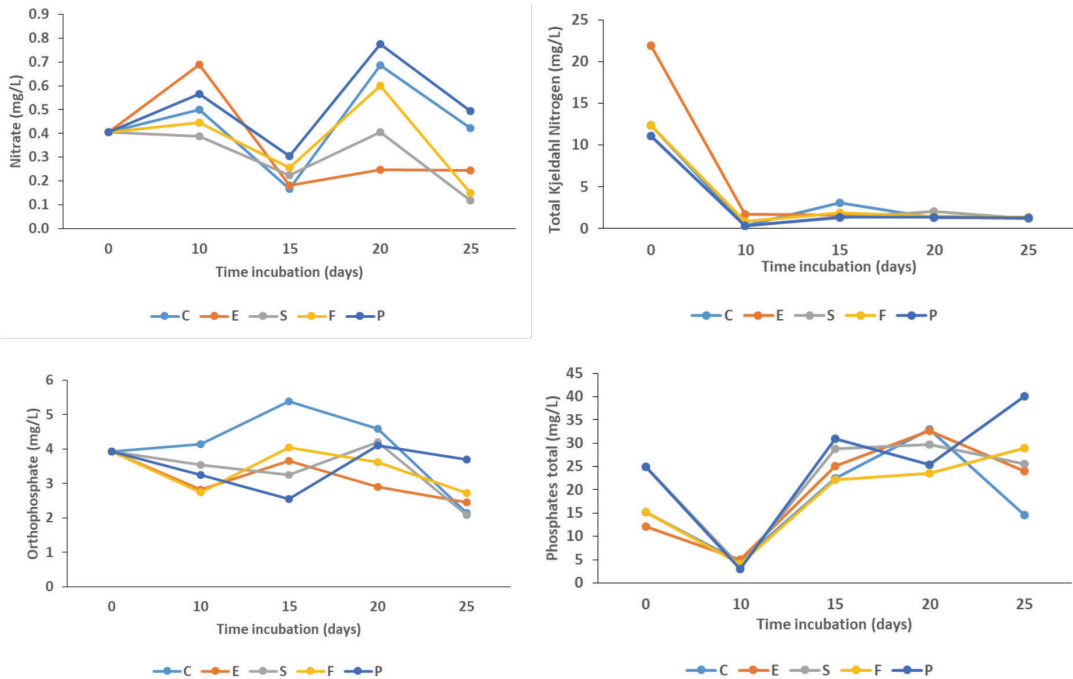 Nitrate (mg/L)
0.9
0.8
0.7
0.6
0.5
0.4
0.3
0.2
0.1
0.0
0 10 15 20 25
Time incubation (days)
C E S F P
Total Kjeldahl Nitrogen (mg/L)
25
20
15
10
5
0
0 10 15 20 25
Time incubation (days)
C E S F P
Orthophosphate (mg/L)
6
5
4
3
2
1
0
0 10 15 20 25
Time incubation (days)
C E S F P
Phosphates total (mg/L)
45
40
35
30
25
20
15
10
5
0
0 10 15 20 25
Time incubation (days)
C E S F P